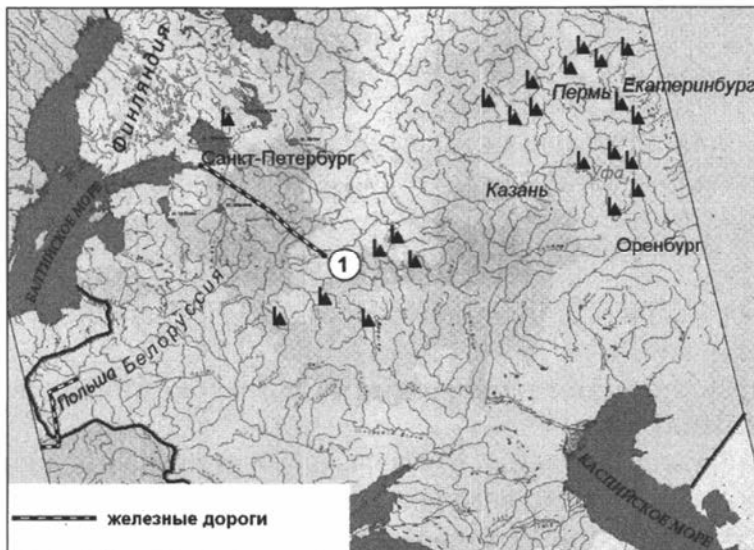 Финляндия
Санкт-Петербург
Пермь
Екатеринбург
Уфа
Казань
Оренбург
БАЛТИЙСКОЕ МОРЕ
1
Польша
Белоруссия
КАСПИЙСКОЕ МОРЕ
железные дороги